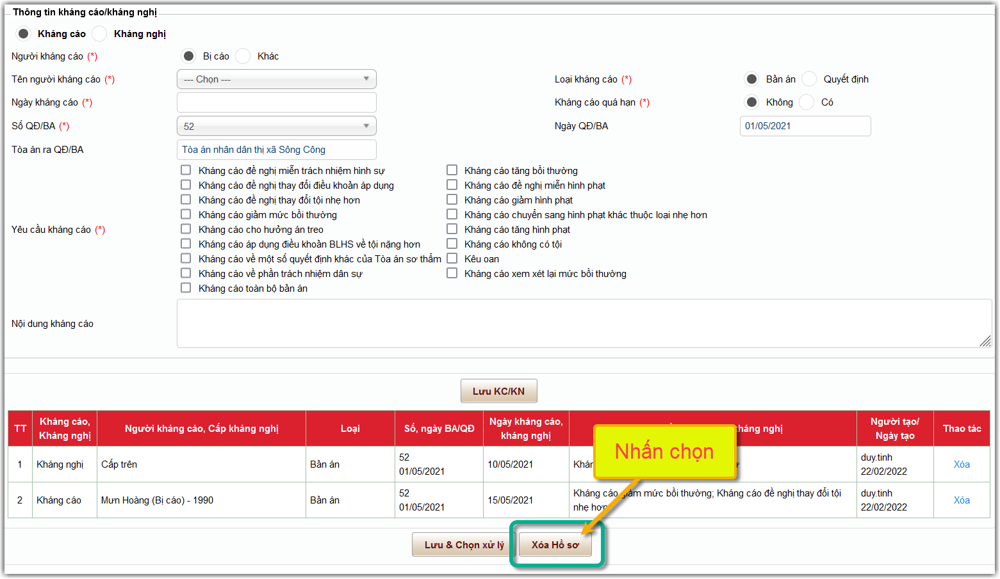 Thông tin kháng cáo/kháng nghị
Kháng cáo Kháng nghị
Người kháng cáo (*) Bị cáo Khác
Tên người kháng cáo (*) --- Chọn --- Loại kháng cáo (*) Bản án Quyết định
Ngày kháng cáo (*) Kháng cáo quá hạn (*) Không Có
Số QĐ/BA (*) 52 Ngày QĐ/BA 01/05/2021
Tòa án ra QĐ/BA Tòa án nhân dân thị xã Sông Công
Kháng cáo đề nghị miễn trách nhiệm hình sự Kháng cáo tăng bồi thường
Kháng cáo đề nghị thay đổi điều khoản áp dụng Kháng cáo đề nghị miễn hình phạt
Kháng cáo đề nghị thay đổi tội nhẹ hơn Kháng cáo giảm hình phạt
Kháng cáo giảm mức bồi thường Kháng cáo chuyển sang hình phạt khác thuộc loại nhẹ hơn
Yêu cầu kháng cáo (*) Kháng cáo cho hưởng án treo Kháng cáo tăng hình phạt
Kháng cáo áp dụng điều khoản BLHS về tội nặng hơn Kháng cáo không có tội
Kháng cáo về một số quyết định khác của Tòa án sơ thẩm Kêu oan
Kháng cáo về phần trách nhiệm dân sự Kháng cáo xem xét lại mức bồi thường
Kháng cáo toàn bộ bản án
Nội dung kháng cáo
Lưu KC/KN
TT Kháng cáo, Kháng nghị Người kháng cáo, Cấp kháng nghị Loại Số, ngày BA/QĐ Ngày kháng cáo, kháng nghị kháng nghị Người tạo/ Ngày tạo Thao tác
1 Kháng nghị Cấp trên Bản án 52 01/05/2021 10/05/2021 duy.tinh 22/02/2022 Xóa
Nhấn chọn
2 Kháng cáo Mưn Hoàng (Bị cáo) - 1990 Bản án 52 01/05/2021 15/05/2021 Kháng cáo giảm mức bồi thường; Kháng cáo đề nghị thay đổi tội nhẹ hơn duy.tinh 22/02/2022 Xóa
Lưu & Chọn xử lý Xóa Hồ sơ